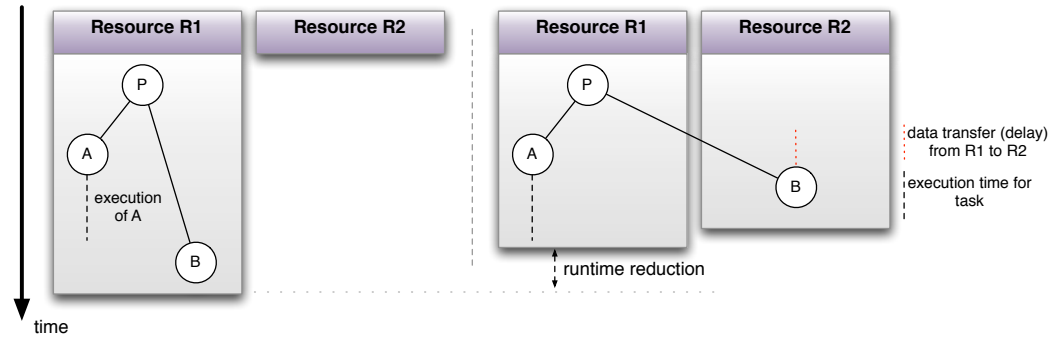 Resource R1
Resource R2
P
A
execution
of A
B
time
Resource R1
Resource R2
P
A
B
runtime reduction
data transfer (delay)
from R1 to R2
execution time for
task